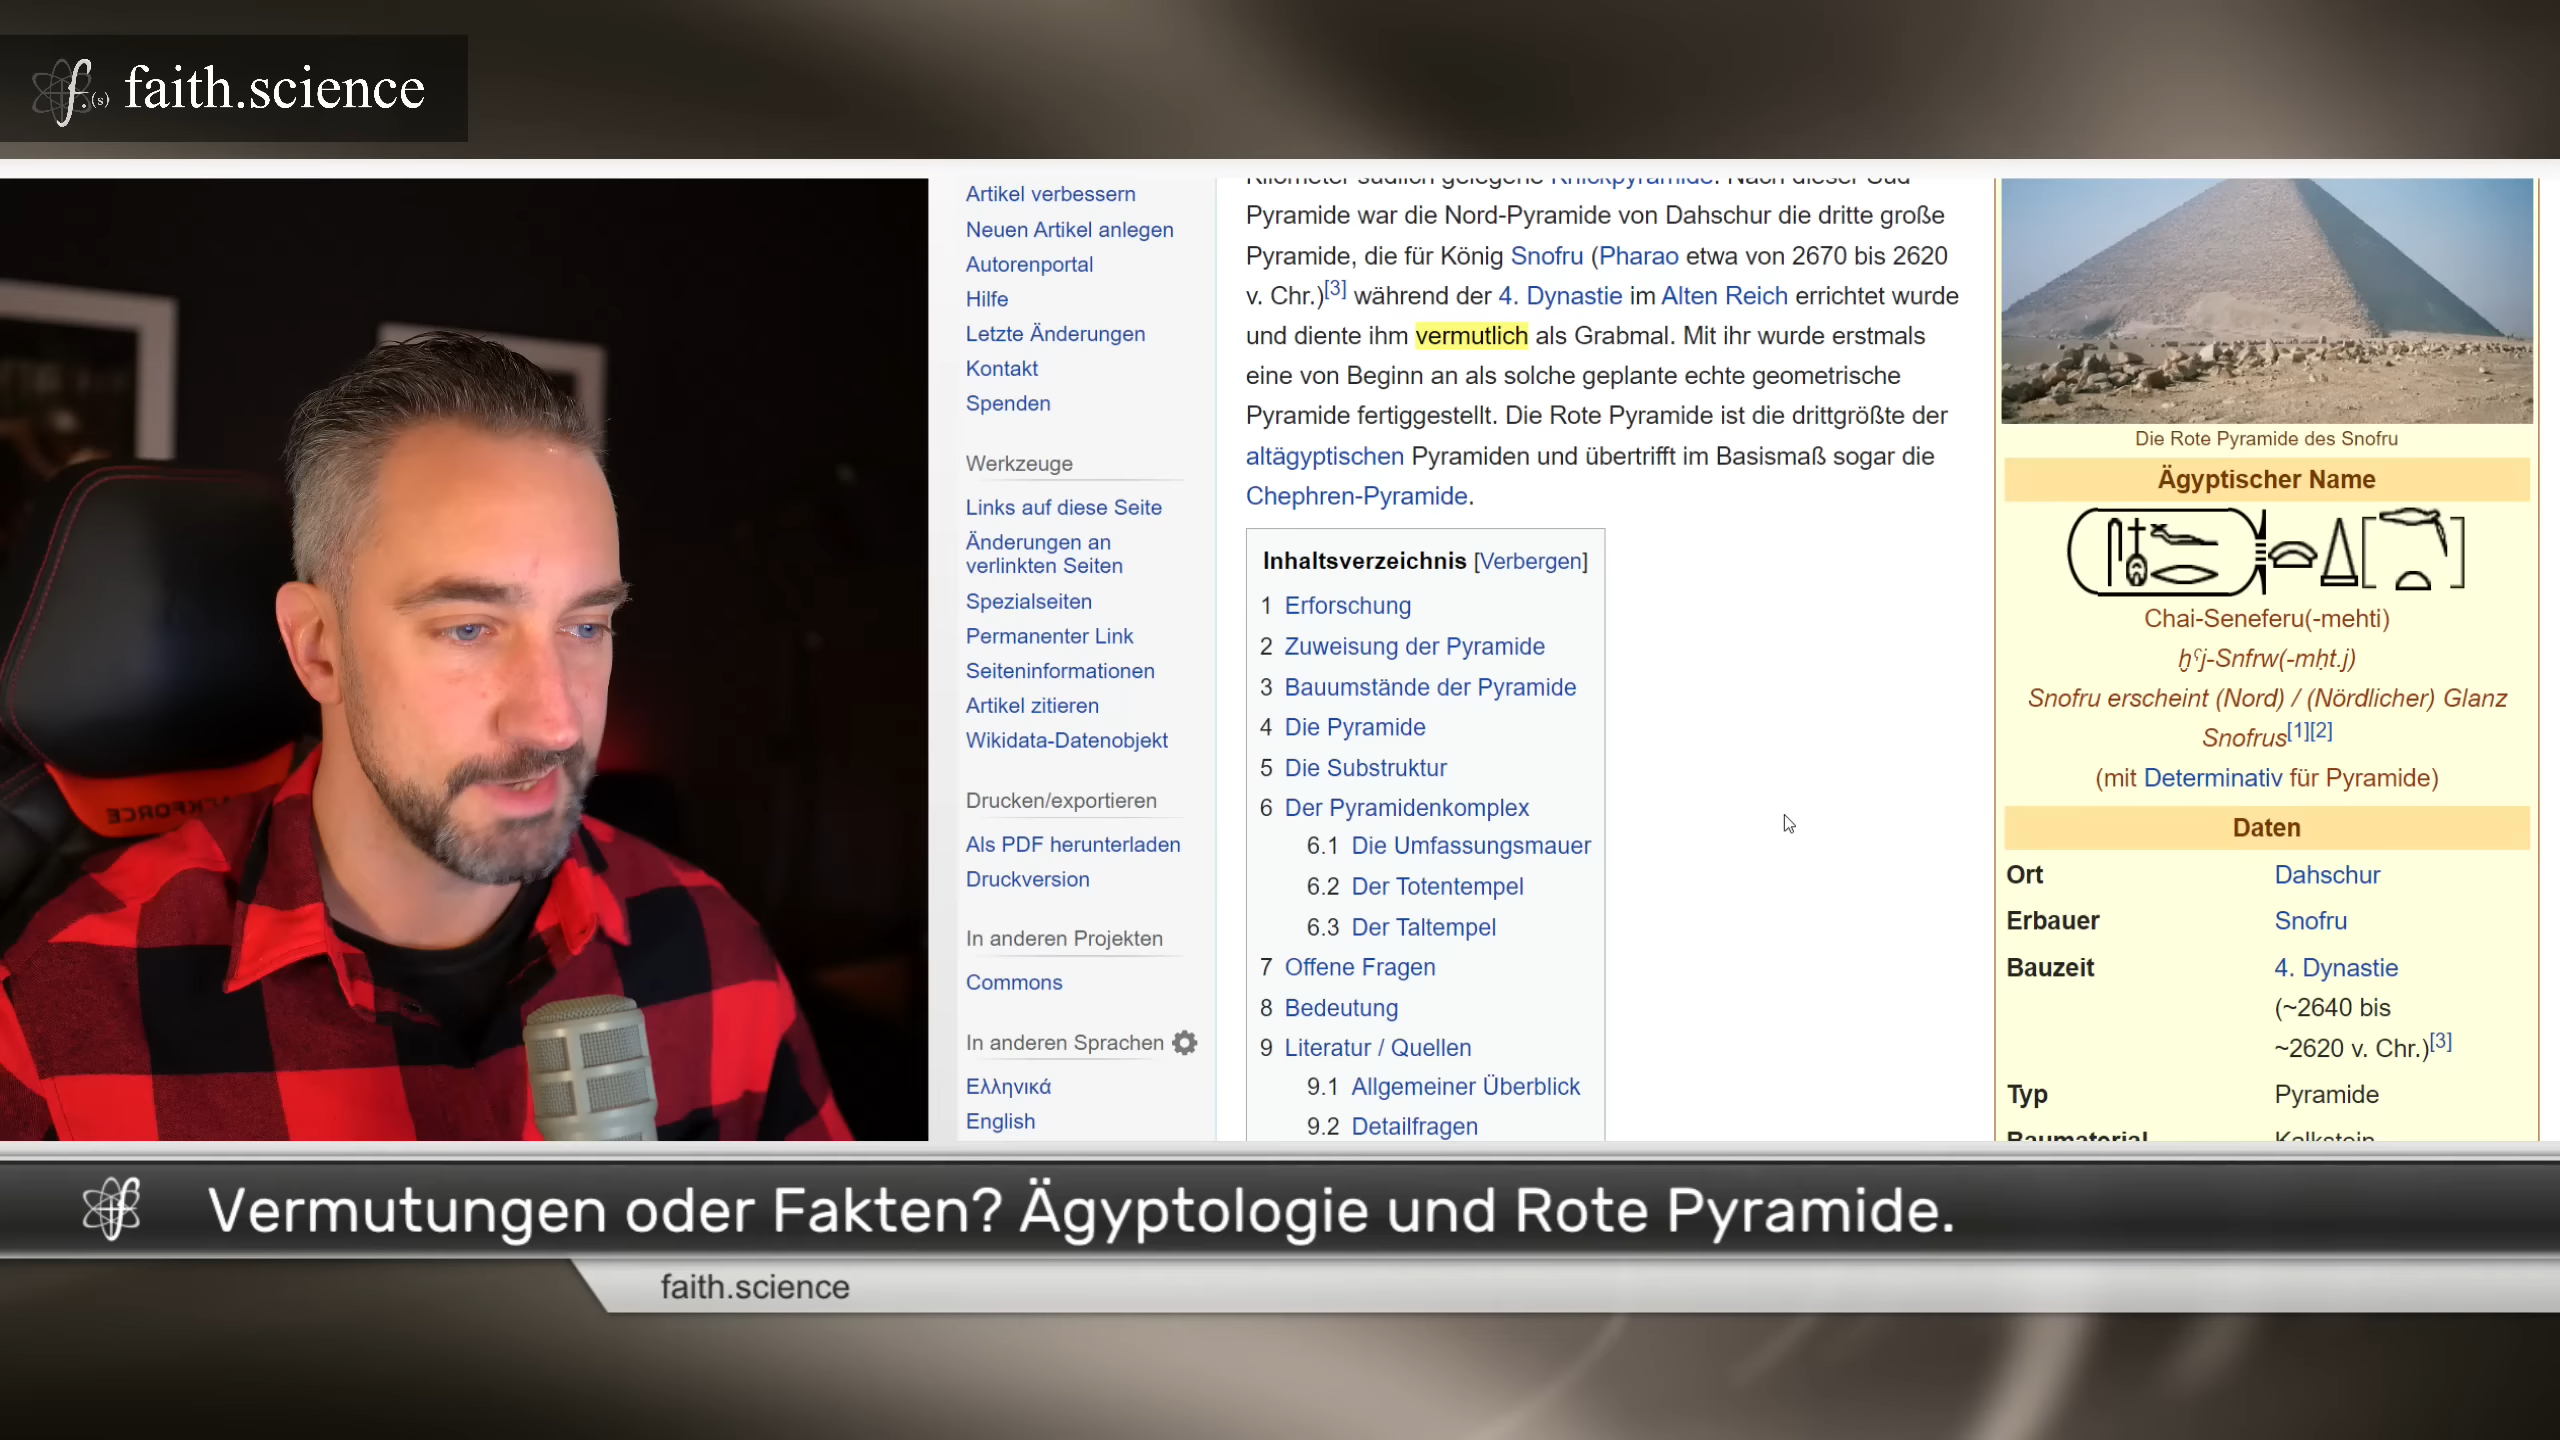 faith.science
Artikel verbessern
Neuen Artikel anlegen
Autorenportal
Hilfe
Letzte Änderungen
Kontakt
Spenden
Werkzeuge
Links auf diese Seite
Änderungen an
verlinkten Seiten
Spezialseiten
Permanenter Link
Seiteninformationen
Artikel zitieren
Wikidata-Datenobjekt
Drucken/exportieren
Als PDF herunterladen
Druckversion
In anderen Projekten
Commons
In anderen Sprachen
Ελληνικά
English
Kilometer südlich gelegene Knickpyramide. Nach dieser Süd-
Pyramide war die Nord-Pyramide von Dahschur die dritte große
Pyramide, die für König Snofru (Pharao etwa von 2670 bis 2620
v. Chr.)[3] während der 4. Dynastie im Alten Reich errichtet wurde
und diente ihm vermutlich als Grabmal. Mit ihr wurde erstmals
eine von Beginn an als solche geplante echte geometrische
Pyramide fertiggestellt. Die Rote Pyramide ist die drittgrößte der
altägyptischen Pyramiden und übertrifft im Basismaß sogar die
Chephren-Pyramide.
Inhaltsverzeichnis [Verbergen]
1 Erforschung
2 Zuweisung der Pyramide
3 Bauumstände der Pyramide
4 Die Pyramide
5 Die Substruktur
6 Der Pyramidenkomplex
6.1 Die Umfassungsmauer
6.2 Der Totentempel
6.3 Der Taltempel
7 Offene Fragen
8 Bedeutung
9 Literatur / Quellen
9.1 Allgemeiner Überblick
9.2 Detailfragen
Die Rote Pyramide des Snofru
Ägyptischer Name
Chai-Seneferu(-mehti)
ḫꜥj-Snfrw(-mḥt.j)
Snofru erscheint (Nord) / (Nördlicher) Glanz
Snofrus[1][2]
(mit Determinativ für Pyramide)
Daten
Ort Dahschur
Erbauer Snofru
Bauzeit 4. Dynastie
(~2640 bis
~2620 v. Chr.)[3]
Typ Pyramide
Baumaterial Kalkstein
Vermutungen oder Fakten? Ägyptologie und Rote Pyramide.
faith.science